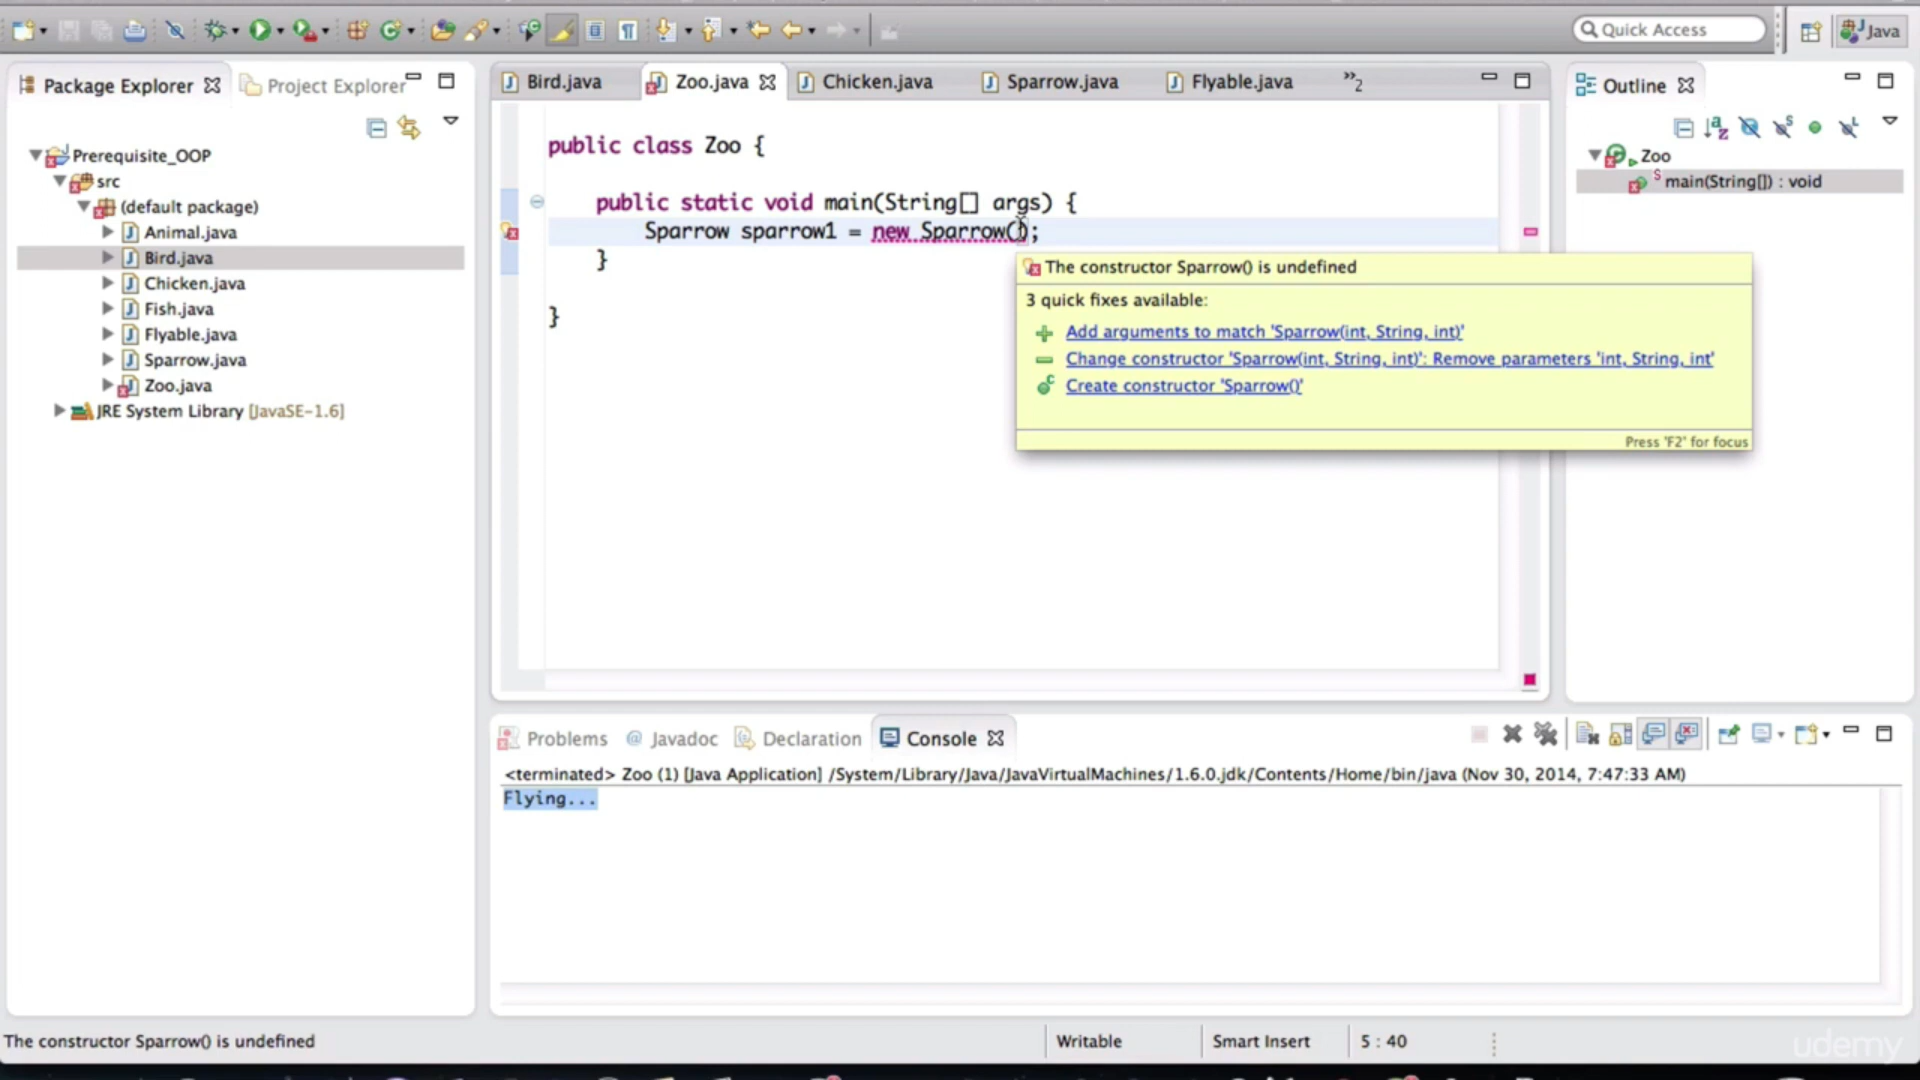 Quick Access
Java
Package Explorer
Project Explorer
Prerequisite_OOP
src
(default package)
Animal.java
Bird.java
Chicken.java
Fish.java
Flyable.java
Sparrow.java
Zoo.java
JRE System Library [JavaSE-1.6]
Bird.java
Zoo.java
Chicken.java
Sparrow.java
Flyable.java
»2
public class Zoo {
public static void main(String[] args) {
Sparrow sparrow1 = new Sparrow();
}
}
The constructor Sparrow() is undefined
3 quick fixes available:
Add arguments to match 'Sparrow(int, String, int)'
Change constructor 'Sparrow(int, String, int)': Remove parameters 'int, String, int'
Create constructor 'Sparrow()'
Press 'F2' for focus
Outline
Zoo
main(String[]) : void
Problems
Javadoc
Declaration
Console
<terminated> Zoo (1) [Java Application] /System/Library/Java/JavaVirtualMachines/1.6.0.jdk/Contents/Home/bin/java (Nov 30, 2014, 7:47:33 AM)
Flying...
The constructor Sparrow() is undefined
Writable
Smart Insert
5 : 40
udemy